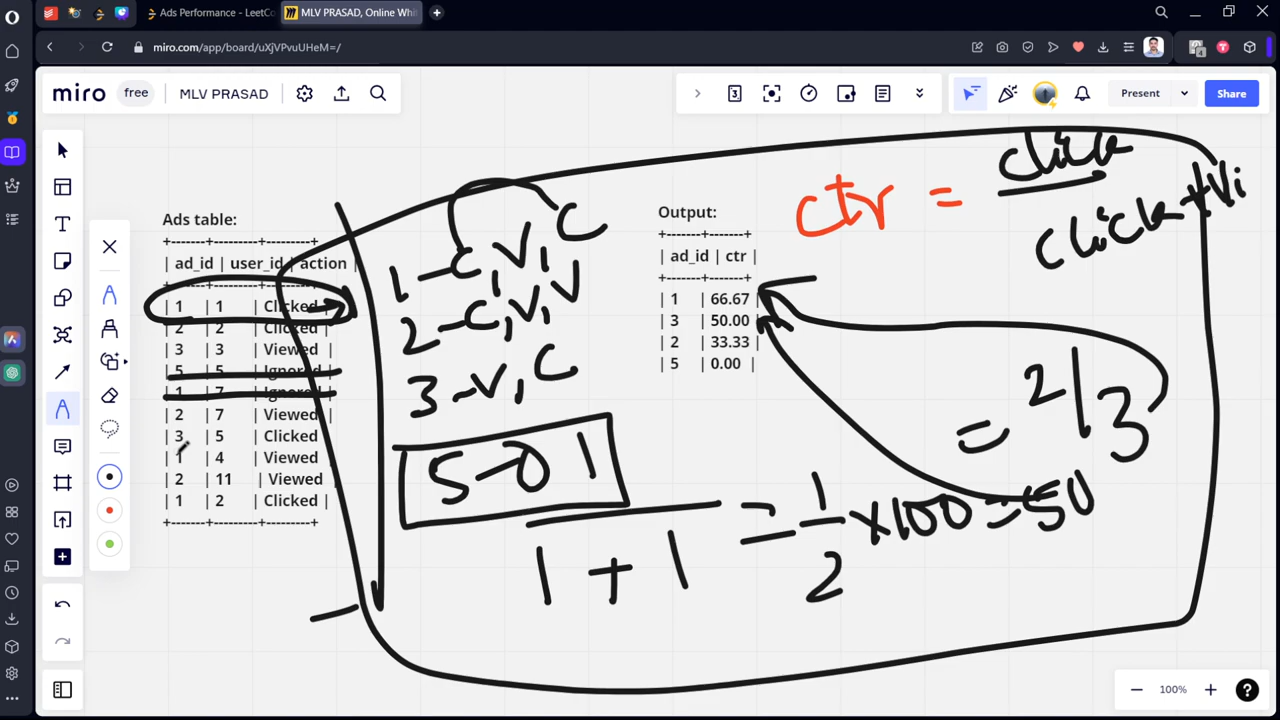 Ads Performance - LeetCo
MLV PRASAD, Online Whit
miro.com/app/board/uXjVPvuUHeM=/
miro
free
MLV PRASAD
Present
Share
Ads table:
+-------+---------+---------+
| ad_id | user_id | action |
+-------+---------+---------+
| 1 | 1 | Clicked
| 2 | 2 | Clicked |
| 3 | 3 | Viewed |
| 5 | 5 | Ignored |
| 1 | 7 | Ignored |
| 2 | 7 | Viewed |
| 3 | 5 | Clicked |
| 1 | 4 | Viewed |
| 2 | 11 | Viewed |
| 1 | 2 | Clicked |
+-------+---------+---------+
1 - C, V, C
2 - C, V, V
3 - V, C
5 - 0
1
1 + 1
= 1/2 x 100 = 50
Output:
+-------+-------+
| ad_id | ctr |
+-------+-------+
| 1 | 66.67 |
| 3 | 50.00 |
| 2 | 33.33 |
| 5 | 0.00 |
ctr = click
click + Vi
= 2/3
100%